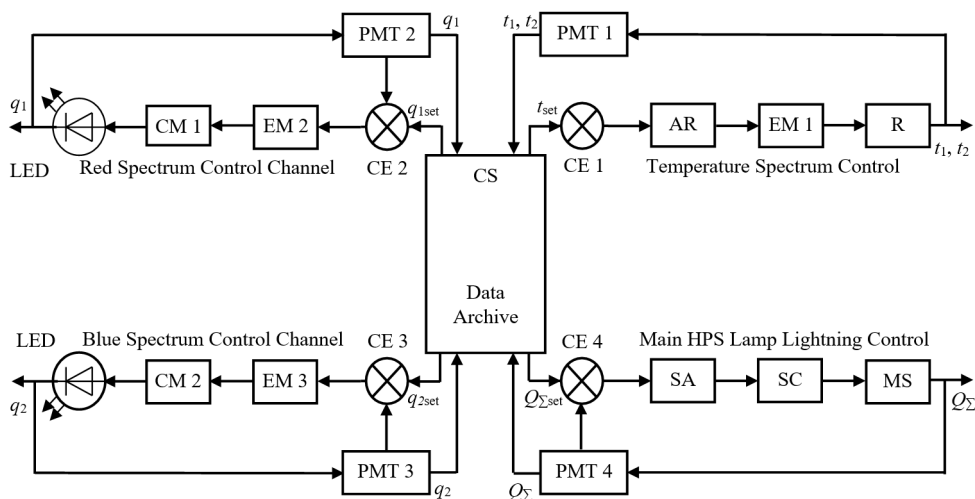 q1
PMT 2
q1
t1, t2
PMT 1
q1
LED
CM 1
EM 2
q1set
CE 2
Red Spectrum Control Channel
tset
CE 1
AR
EM 1
R
t1, t2
Temperature Spectrum Control
CS
Data
Archive
LED
Blue Spectrum Control Channel
CE 3
q2
CM 2
EM 3
q2set
PMT 3
q2
CE 4
Main HPS Lamp Lightning Control
QΣset
SA
SC
MS
QΣ
QΣ
PMT 4